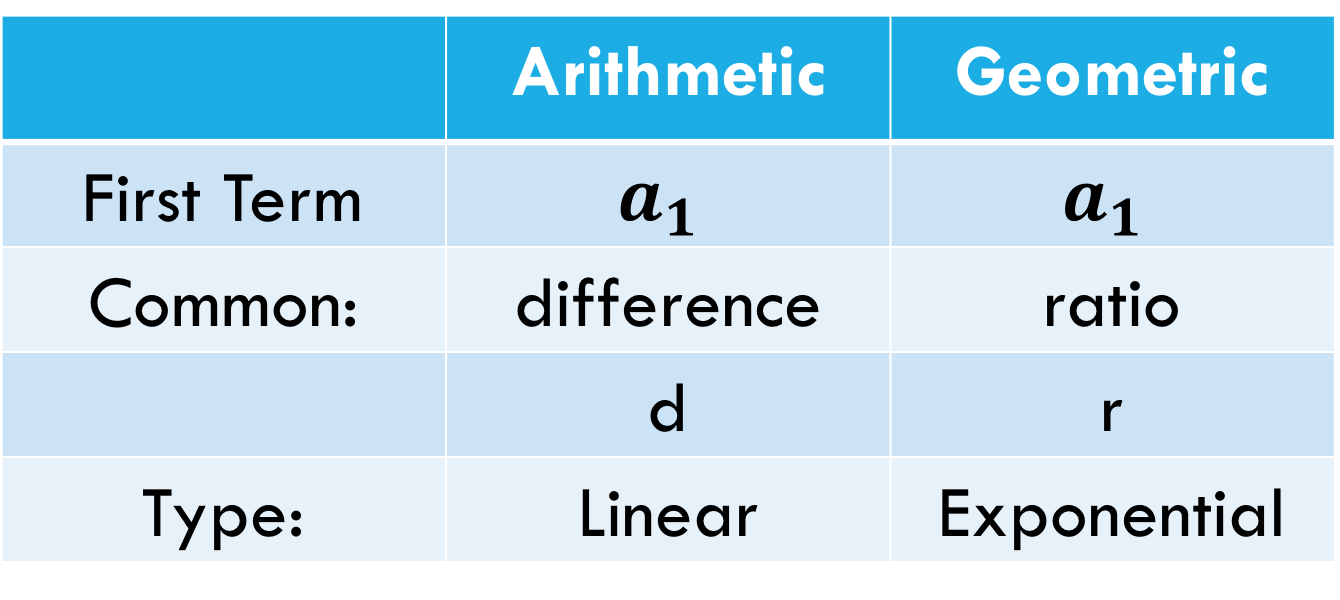 Arithmetic Geometric
First Term a₁ a₁
Common: difference ratio
d r
Type: Linear Exponential